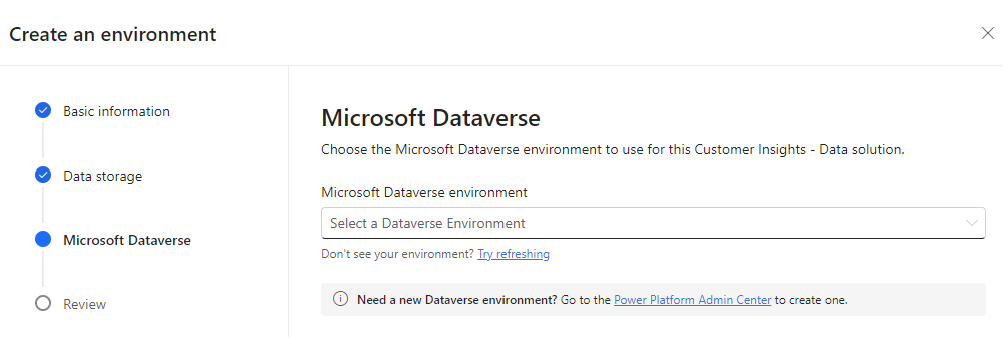 Create an environment
Basic information
Data storage
Microsoft Dataverse
Review
Microsoft Dataverse
Choose the Microsoft Dataverse environment to use for this Customer Insights - Data solution.
Microsoft Dataverse environment
Select a Dataverse Environment
Don't see your environment? Try refreshing
Need a new Dataverse environment? Go to the Power Platform Admin Center to create one.